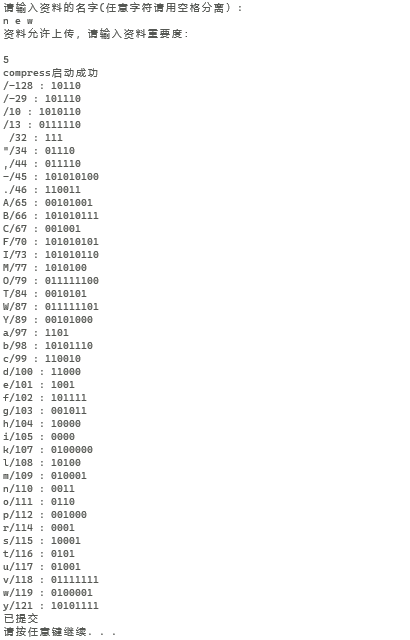 请输入资料的名字(任意字符请用空格分离)：
n e w
资料允许上传，请输入资料重要度：
5
compress启动成功
/-128 : 10110
/-29 : 101110
/10 : 1010110
/13 : 0111110
/32 : 111
"/34 : 01110
,/44 : 011110
-/45 : 101010100
./46 : 110011
A/65 : 00101001
B/66 : 101010111
C/67 : 001001
F/70 : 101010101
I/73 : 101010110
M/77 : 1010100
O/79 : 011111100
T/84 : 0010101
W/87 : 011111101
Y/89 : 00101000
a/97 : 1101
b/98 : 10101110
c/99 : 110010
d/100 : 11000
e/101 : 1001
f/102 : 101111
g/103 : 001011
h/104 : 10000
i/105 : 0000
k/107 : 0100000
l/108 : 10100
m/109 : 010001
n/110 : 0011
o/111 : 0110
p/112 : 001000
r/114 : 0001
s/115 : 10001
t/116 : 0101
u/117 : 01001
v/118 : 01111111
w/119 : 0100001
y/121 : 10101111
已提交
请按任意键继续. . .